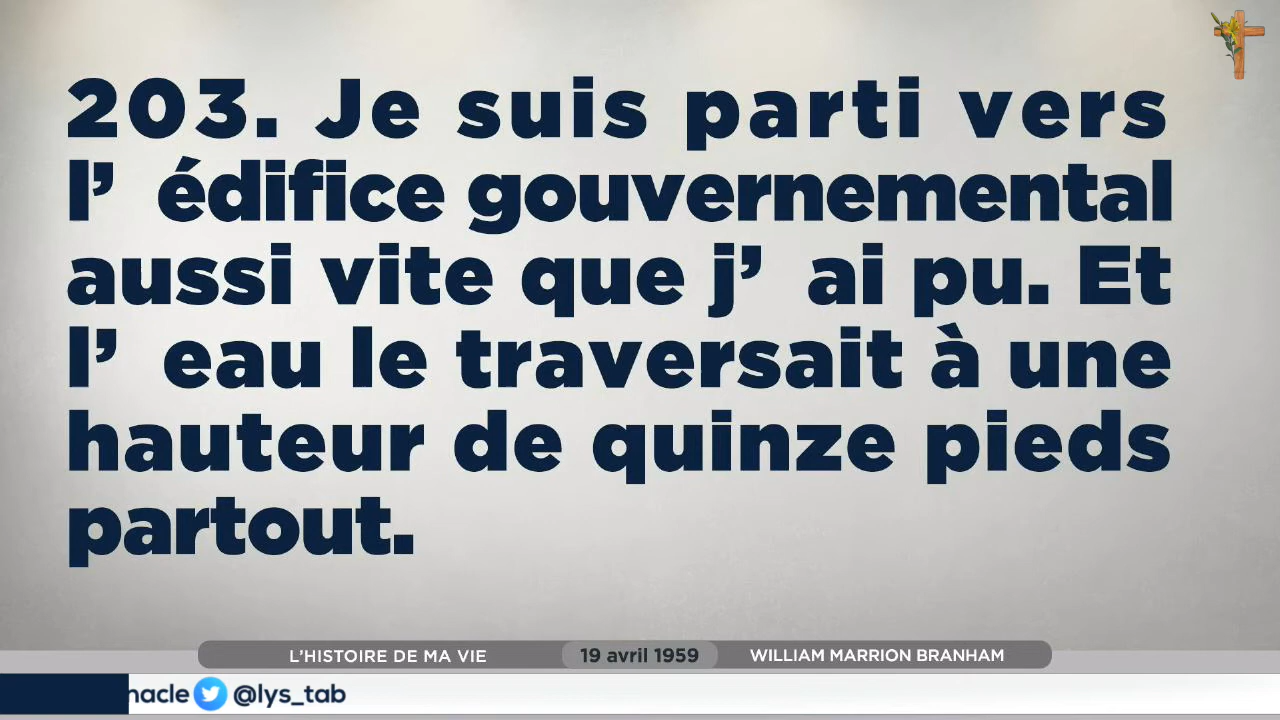 203. Je suis parti vers
l’ édifice gouvernemental
aussi vite que j’ ai pu. Et
l’ eau le traversait à une
hauteur de quinze pieds
partout.
L’HISTOIRE DE MA VIE 19 avril 1959 WILLIAM MARRION BRANHAM
nacle @lys_tab